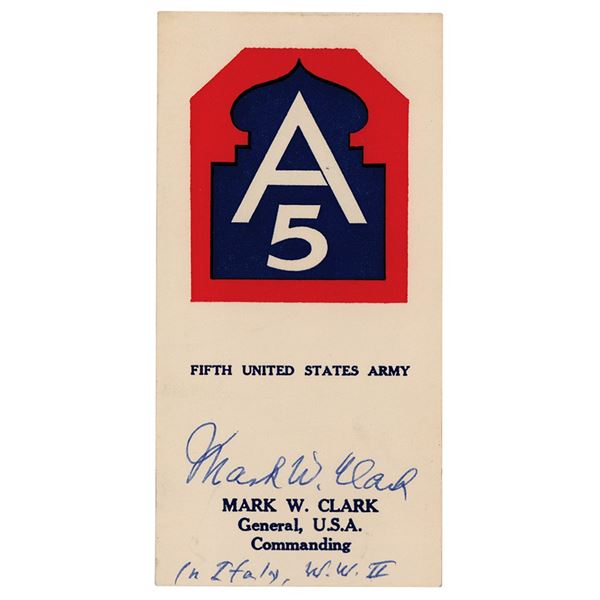 A
5
FIFTH UNITED STATES ARMY
Mark W. Clark
MARK W. CLARK
General, U.S.A.
Commanding
in Italy, W.W. II